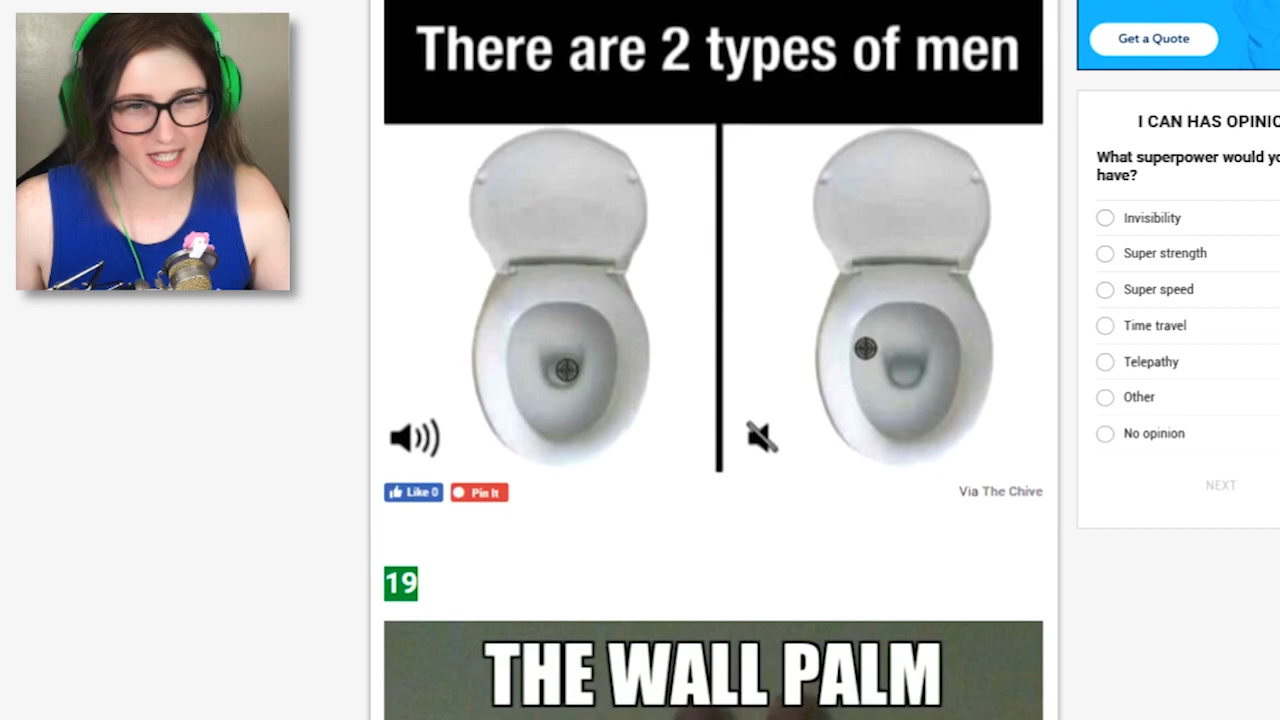 There are 2 types of men
Like 0
Pin It
Via The Chive
19
THE WALL PALM
Get a Quote
I CAN HAS OPINIO
What superpower would yo
have?
Invisibility
Super strength
Super speed
Time travel
Telepathy
Other
No opinion
NEXT